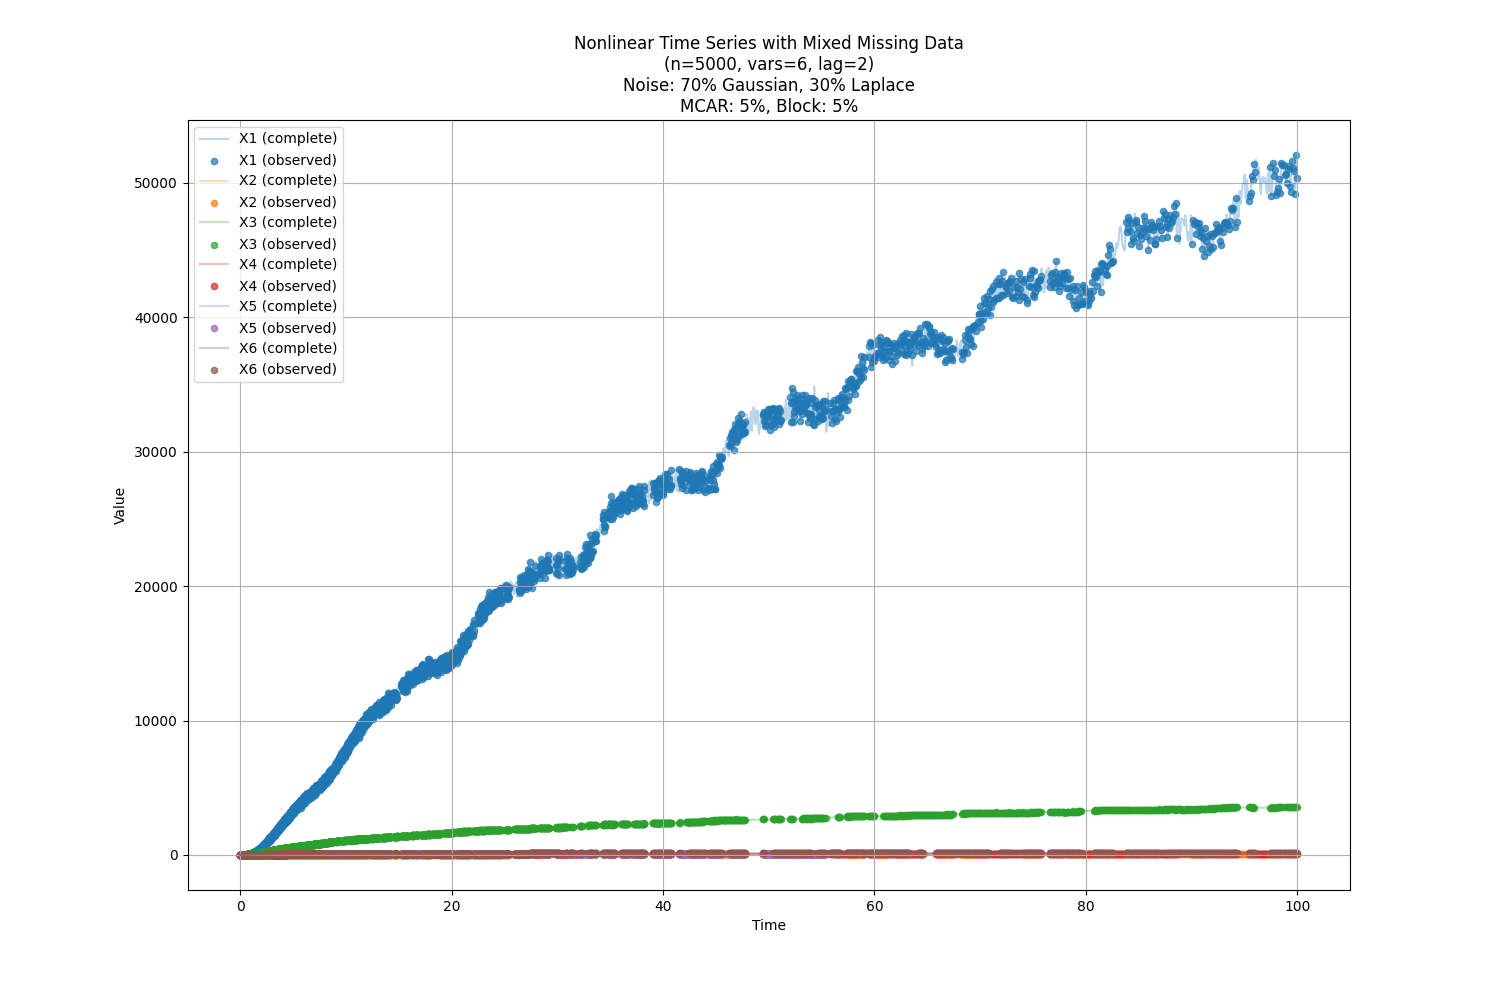 Nonlinear Time Series with Mixed Missing Data
(n=5000, vars=6, lag=2)
Noise: 70% Gaussian, 30% Laplace
MCAR: 5%, Block: 5%
X1 (complete)
X1 (observed)
X2 (complete)
X2 (observed)
X3 (complete)
X3 (observed)
X4 (complete)
X4 (observed)
X5 (complete)
X5 (observed)
X6 (complete)
X6 (observed)
Value
50000
40000
30000
20000
10000
0
0 20 40 60 80 100
Time